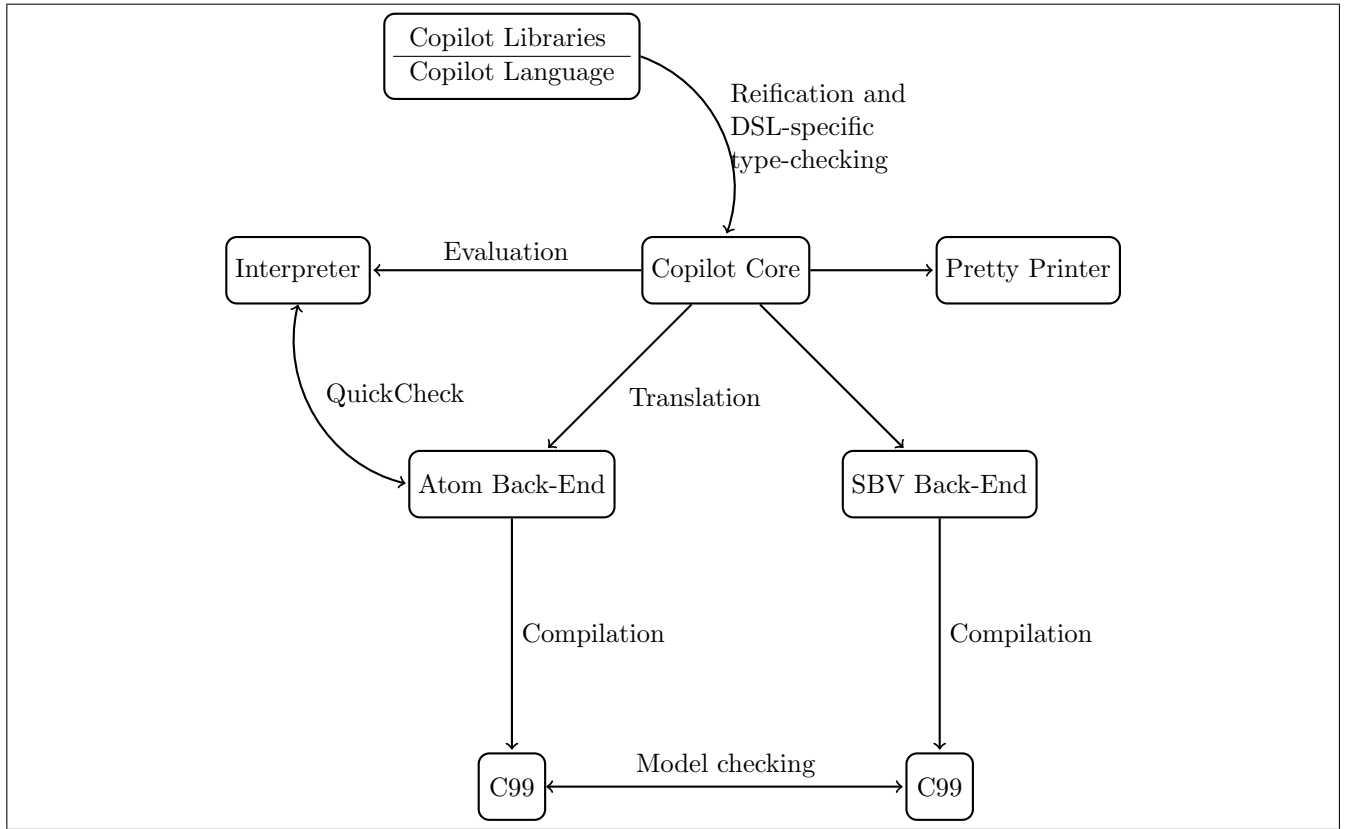 Copilot Libraries
Copilot Language
Reification and
DSL-specific
type-checking
Evaluation
Interpreter
Copilot Core
Pretty Printer
QuickCheck
Translation
Atom Back-End
SBV Back-End
Compilation
Compilation
Model checking
C99
C99